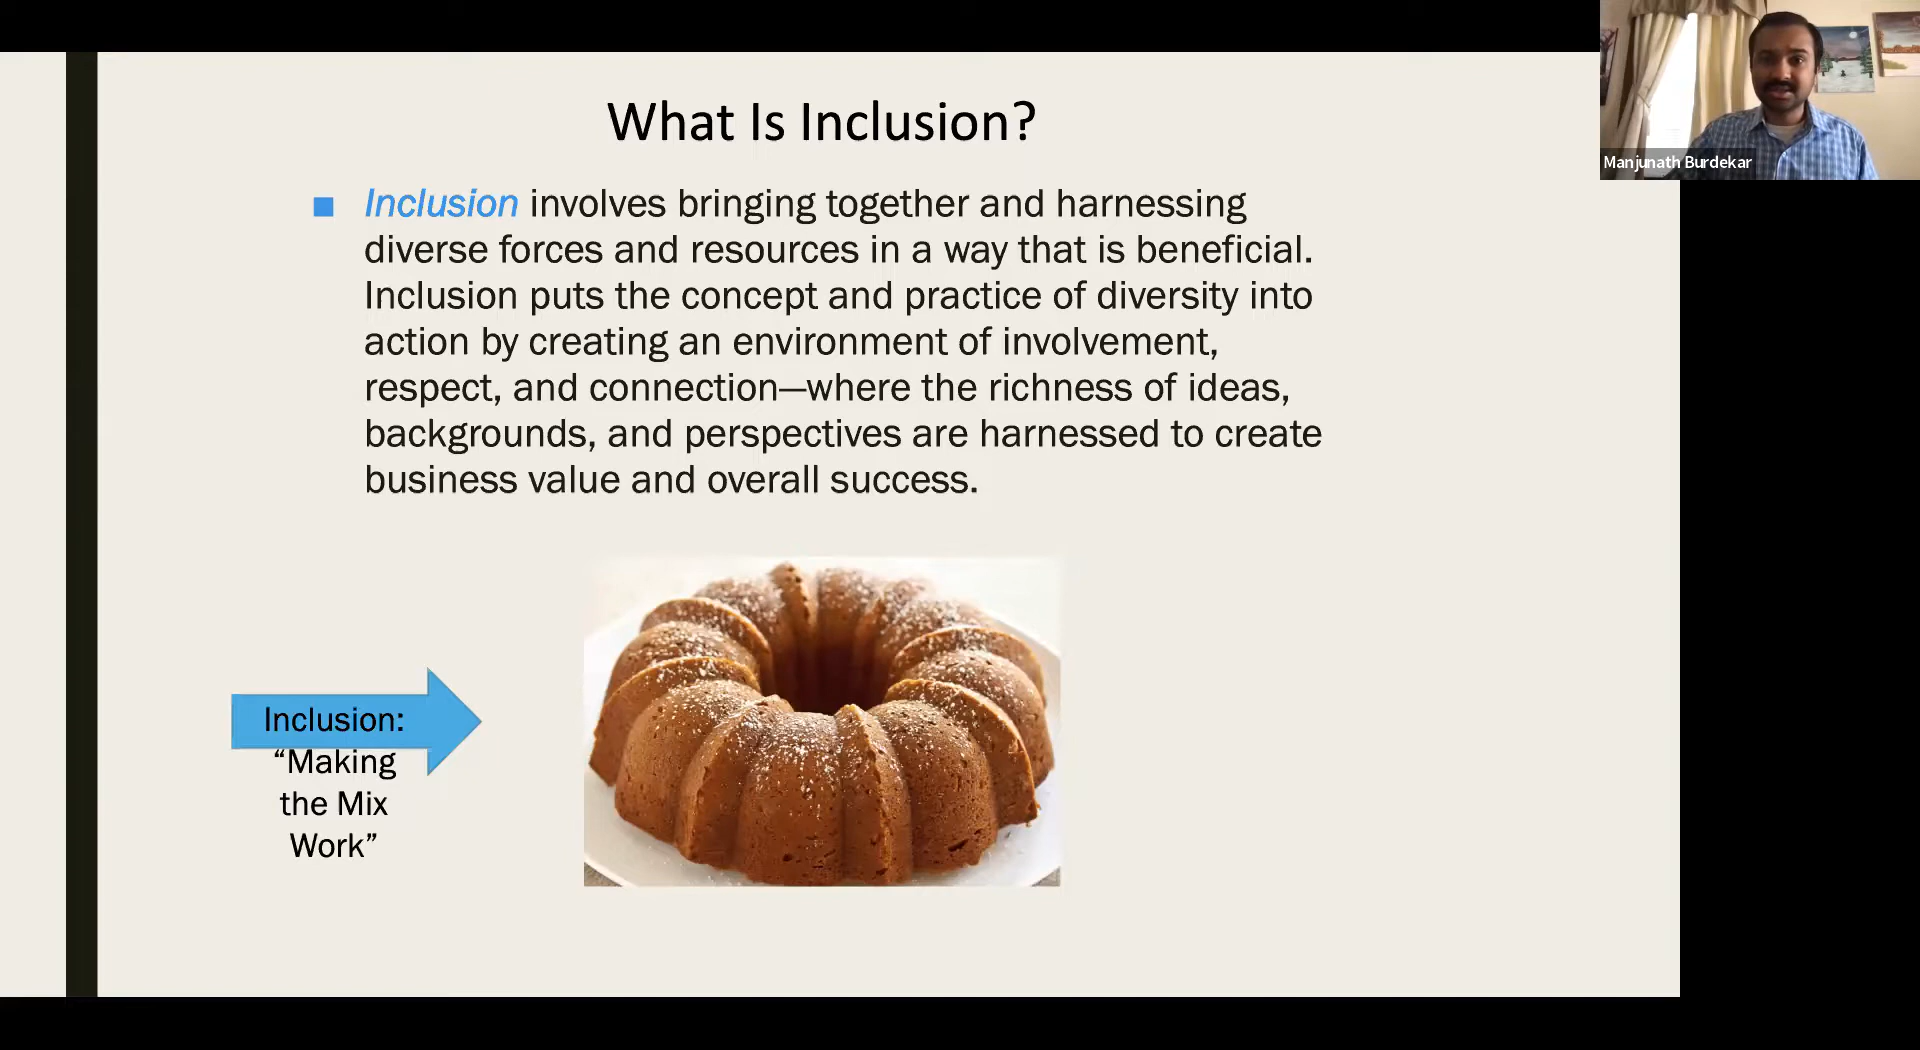 What Is Inclusion?
Manjunath Burdekar
Inclusion involves bringing together and harnessing
diverse forces and resources in a way that is beneficial.
Inclusion puts the concept and practice of diversity into
action by creating an environment of involvement,
respect, and connection—where the richness of ideas,
backgrounds, and perspectives are harnessed to create
business value and overall success.
Inclusion:
“Making
the Mix
Work”